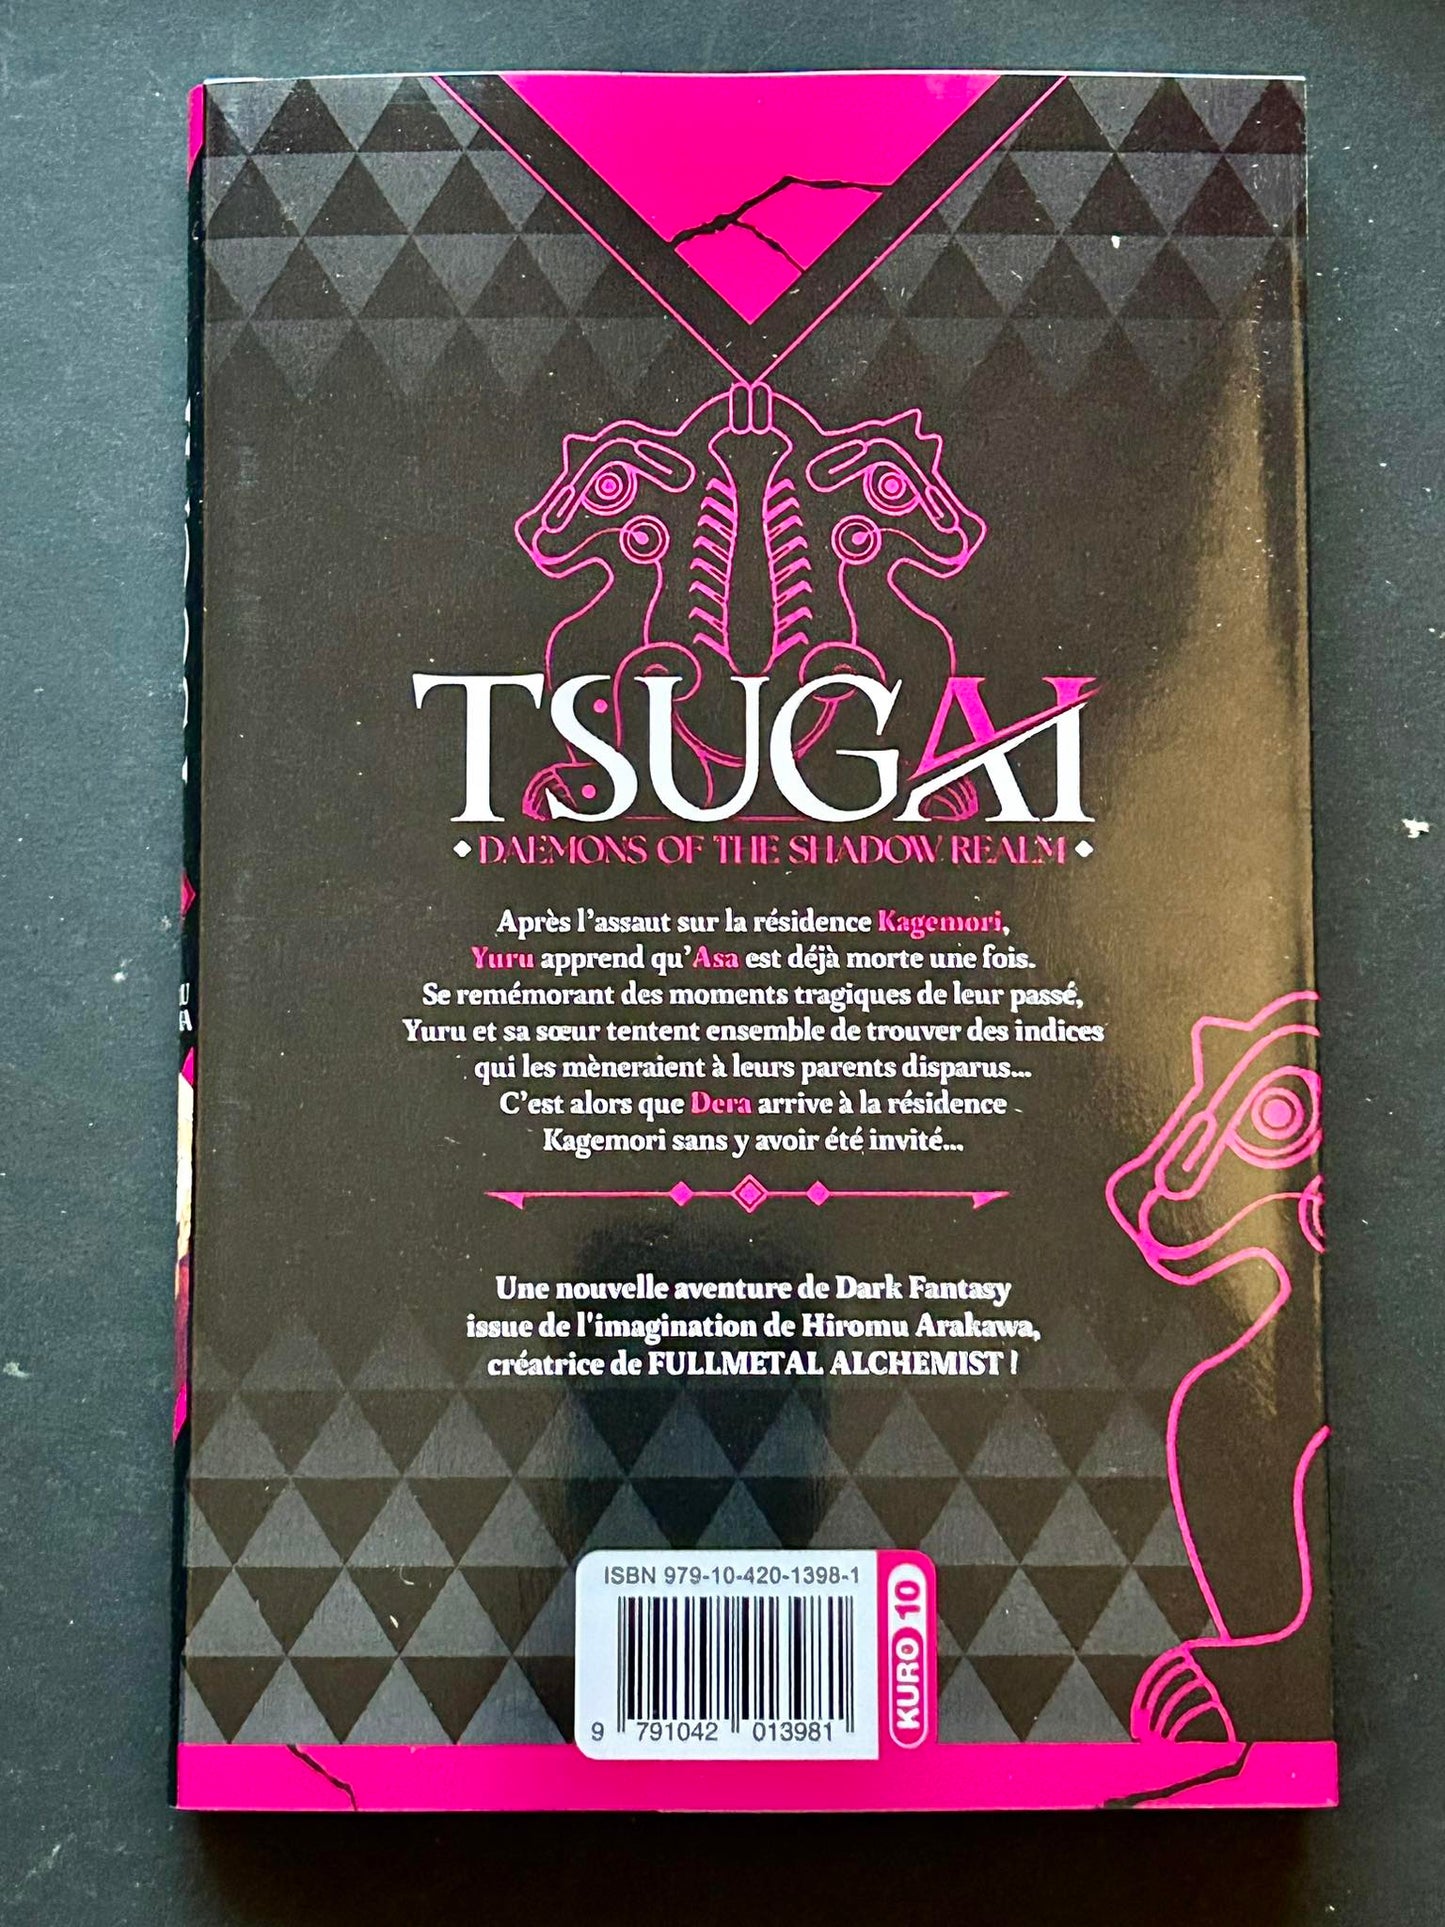 TSUGAI
DAEMONS OF THE SHADOW REALM
Après l'assaut sur la résidence Kagemori,
Yuru apprend qu'Asa est déjà morte une fois.
Se remémorant des moments tragiques de leur passé,
Yuru et sa sœur tentent ensemble de trouver des indices
qui les mèneraient à leurs parents disparus...
C'est alors que Dera arrive à la résidence
Kagemori sans y avoir été invité...
Une nouvelle aventure de Dark Fantasy
issue de l'imagination de Hiromu Arakawa,
créatrice de FULLMETAL ALCHEMIST !
ISBN 979-10-420-1398-1
9 791042 013981
KURO 10